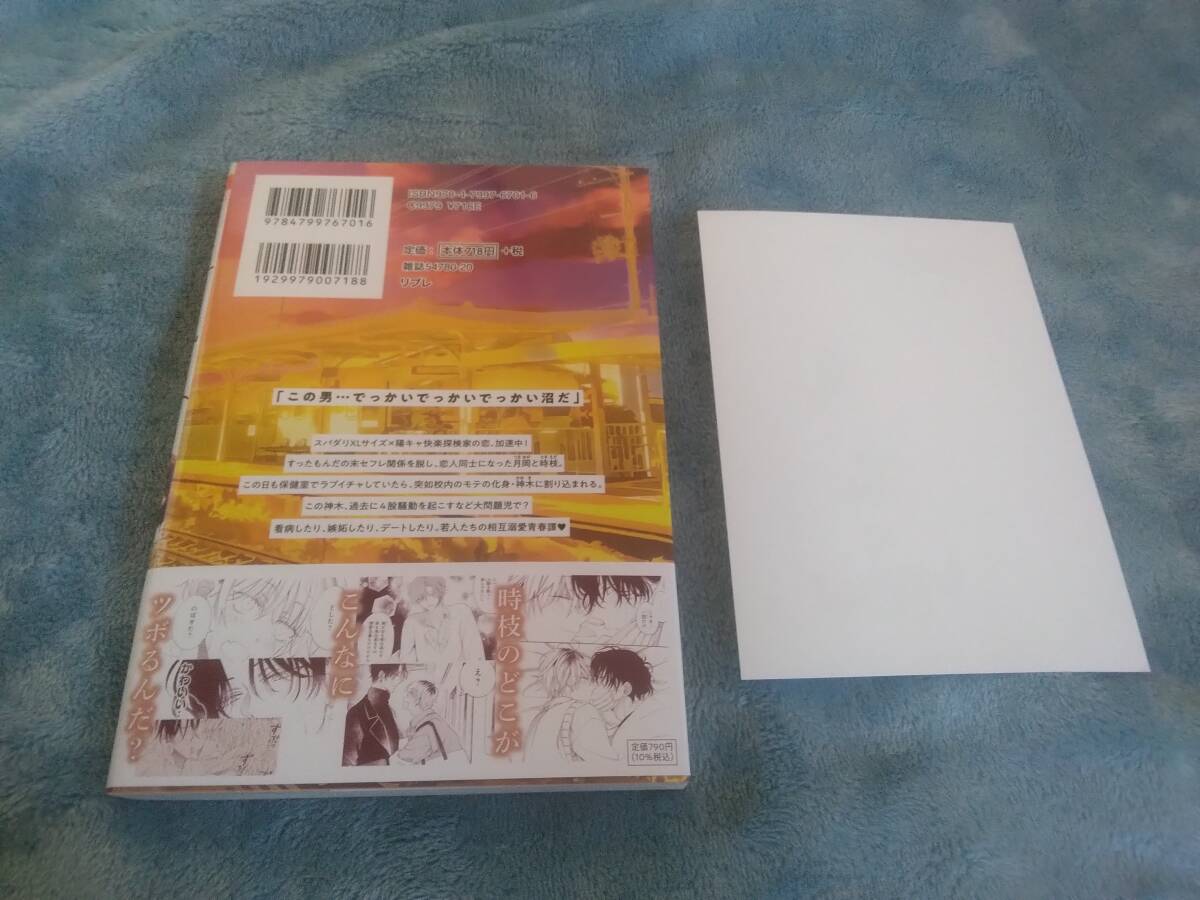 9784799767016
1929979007188
ISBN978-4-7997-6701-6
C9979 ¥718E
定価：本体718円+税
雑誌54780-20
リブレ
「この男…でっかいでっかいでっかい沼だ」
スパダリXLサイズ×陽キャ快楽探検家の恋、加速中！
すったもんだの末セフレ関係を脱し、恋人同士になった月岡と時枝。
この日も保健室でラブイチャしていたら、突如校内のモテの化身・神木に割り込まれる。
この神木、過去に4股騒動を起こすなど大問題児で？
看病したり、嫉妬したり、デートしたり。若人たちの相互溺愛青春譚♥
時枝のどこが
こんなに
ツボるんだ？
えっ
かわいい
定価790円
(10%税込)